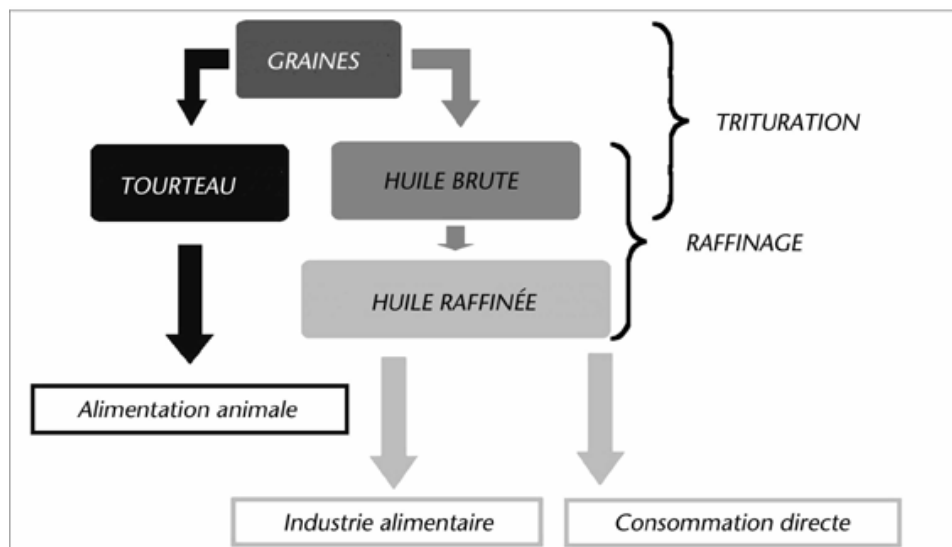 GRAINES
TRITURATION
TOURTEAU
HUILE BRUTE
RAFFINAGE
HUILE RAFFINÉE
Alimentation animale
Industrie alimentaire
Consommation directe